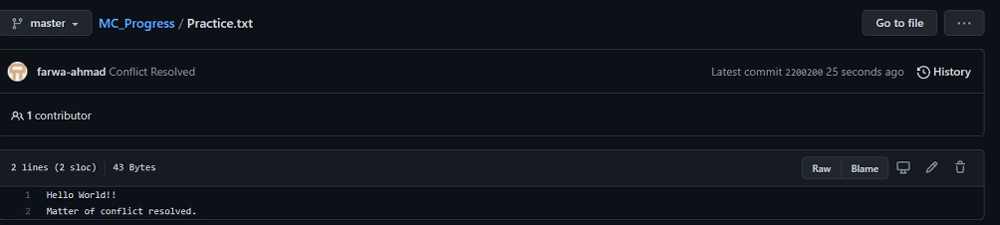 master MC_Progress / Practice.txt Go to file ...
farwa-ahmad Conflict Resolved Latest commit 2200200 25 seconds ago History
1 contributor
2 lines (2 sloc) 43 Bytes Raw Blame
1 Hello World!!
2 Matter of conflict resolved.